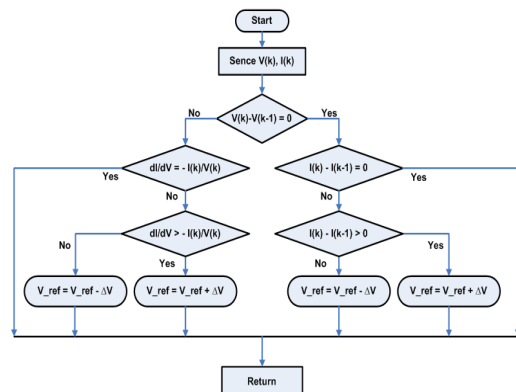 Start
Sence V(k), I(k)
V(k)-V(k-1) = 0
No
Yes
dI/dV = - I(k)/V(k)
I(k) - I(k-1) = 0
Yes
Yes
No
No
dI/dV > - I(k)/V(k)
I(k) - I(k-1) > 0
No
Yes
No
Yes
V_ref = V_ref - ΔV
V_ref = V_ref + ΔV
V_ref = V_ref - ΔV
V_ref = V_ref + ΔV
Return